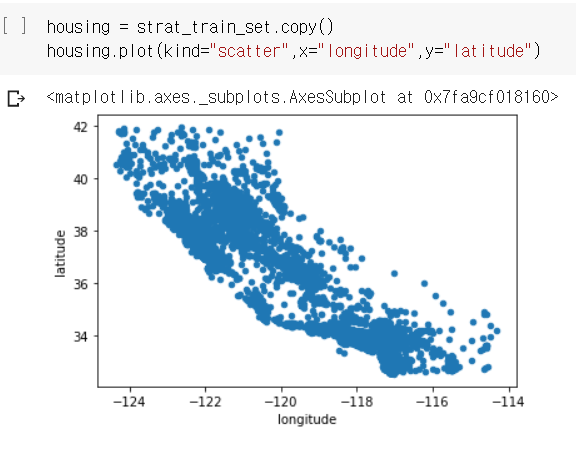 [ ] housing = strat_train_set.copy()
housing.plot(kind="scatter",x="longitude",y="latitude")
<matplotlib.axes._subplots.AxesSubplot at 0x7fa9cf018160>
42
40
38
36
34
latitude
−124 −122 −120 −118 −116 −114
longitude